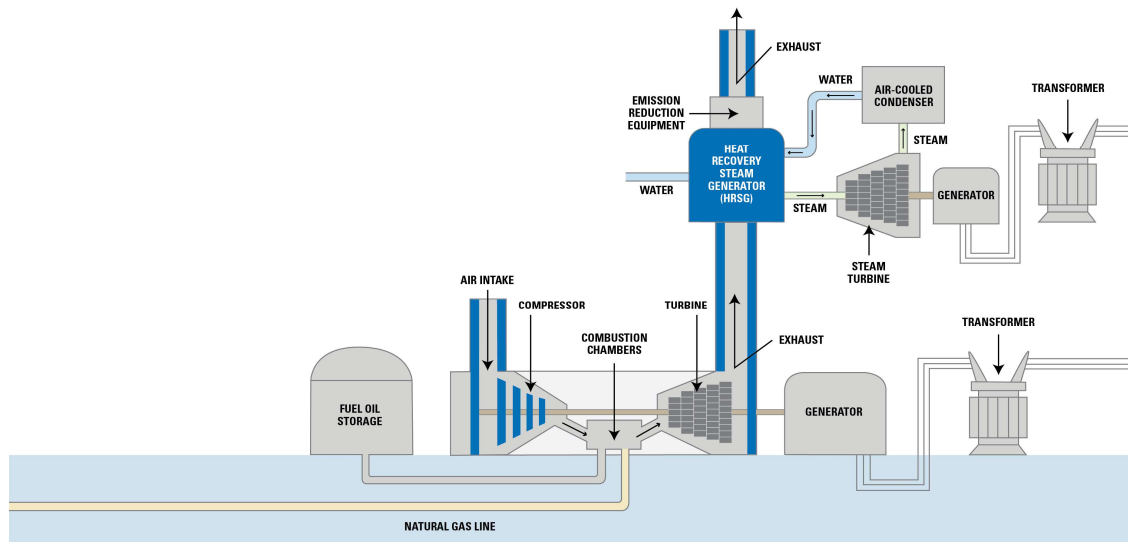 EXHAUST
WATER
AIR-COOLED
CONDENSER
TRANSFORMER
EMISSION
REDUCTION
EQUIPMENT
STEAM
HEAT
RECOVERY
STEAM
GENERATOR
(HRSG)
WATER
STEAM
GENERATOR
STEAM
TURBINE
AIR INTAKE
COMPRESSOR
TURBINE
COMBUSTION
CHAMBERS
EXHAUST
TRANSFORMER
FUEL OIL
STORAGE
GENERATOR
NATURAL GAS LINE